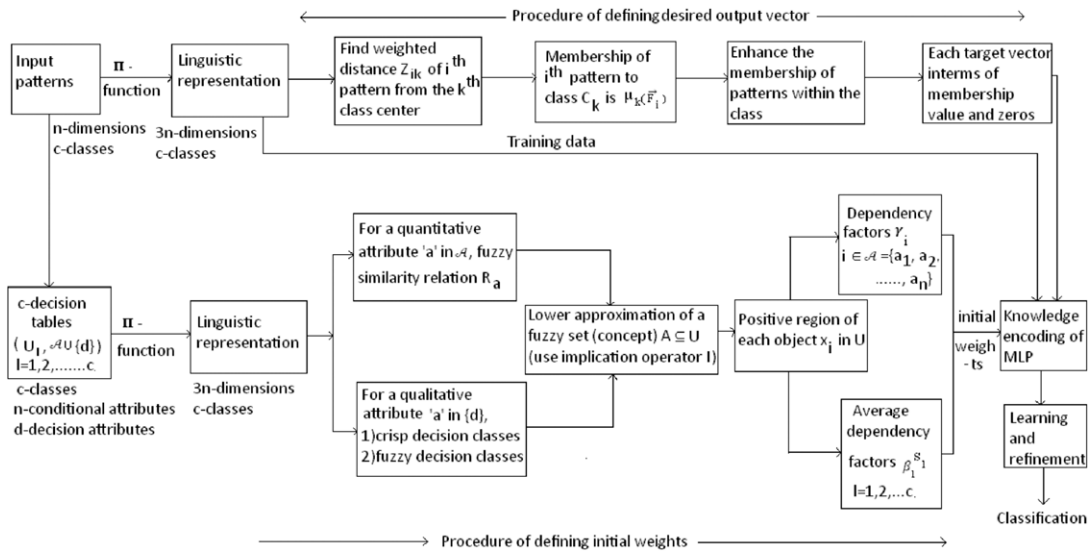 Procedure of defining desired output vector
Input
patterns
π -
function
Linguistic
representation
Find weighted
distance Z_ik of i^th
pattern from the k^th
class center
Membership of
i^th pattern to
class C_k is μ_k(F⃗_i)
Enhance the
membership of
patterns within the
class
Each target vector
interms of
membership
value and zeros
n-dimensions
c-classes
3n-dimensions
c-classes
Training data
c-decision
tables
( U_l, 𝒜∪{d})
l=1,2,.......c.
c-classes
n-conditional attributes
d-decision attributes
π -
function
Linguistic
representation
3n-dimensions
c-classes
For a quantitative
attribute 'a' in 𝒜, fuzzy
similarity relation R_a
For a qualitative
attribute 'a' in {d},
1)crisp decision classes
2)fuzzy decision classes
Lower approximation of a
fuzzy set (concept) A ⊆ U
(use implication operator I)
Positive region of
each object x_i in U
Dependency
factors γ_i
i ∈ 𝒜 ={a_1, a_2,
......, a_n}
Average
dependency
factors β_1^s_1
l=1,2,...c.
initial
weigh
-ts
Knowledge
encoding of
MLP
Learning
and
refinement
Classification
Procedure of defining initial weights